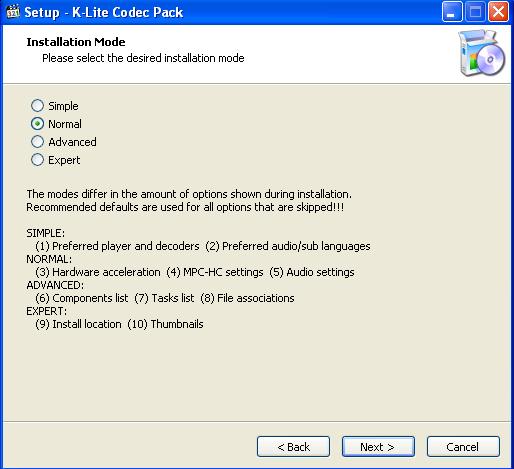 Setup - K-Lite Codec Pack
Installation Mode
Please select the desired installation mode
Simple
Normal
Advanced
Expert
The modes differ in the amount of options shown during installation.
Recommended defaults are used for all options that are skipped!!!
SIMPLE:
(1) Preferred player and decoders (2) Preferred audio/sub languages
NORMAL:
(3) Hardware acceleration (4) MPC-HC settings (5) Audio settings
ADVANCED:
(6) Components list (7) Tasks list (8) File associations
EXPERT:
(9) Install location (10) Thumbnails
< Back Next > Cancel